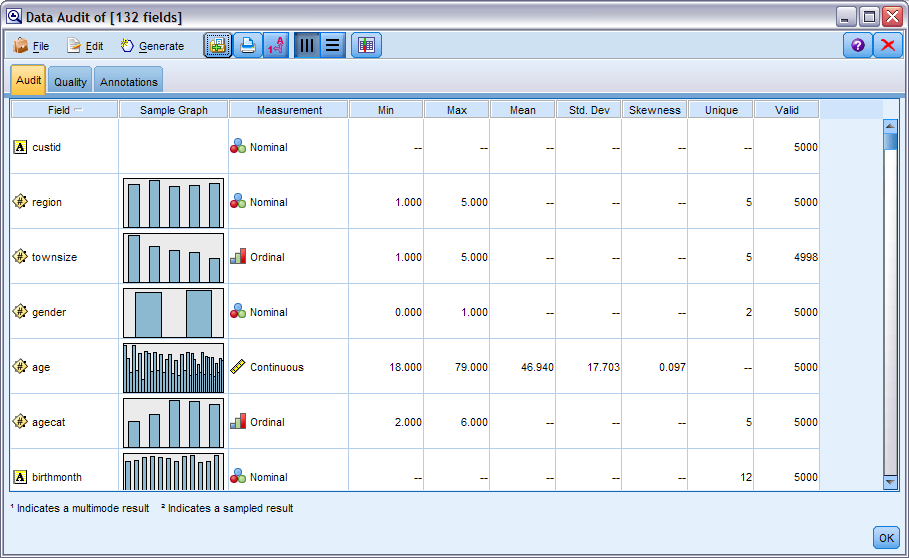 Data Audit of [132 fields]
File Edit Generate
Audit Quality Annotations
Field Sample Graph Measurement Min Max Mean Std. Dev Skewness Unique Valid
A custid Nominal -- -- -- -- -- -- 5000
# region Nominal 1.000 5.000 -- -- -- 5 5000
# townsize Ordinal 1.000 5.000 -- -- -- 5 4998
# gender Nominal 0.000 1.000 -- -- -- 2 5000
# age Continuous 18.000 79.000 46.940 17.703 0.097 -- 5000
# agecat Ordinal 2.000 6.000 -- -- -- 5 5000
A birthmonth Nominal -- -- -- -- -- 12 5000
¹ Indicates a multimode result ² Indicates a sampled result
OK